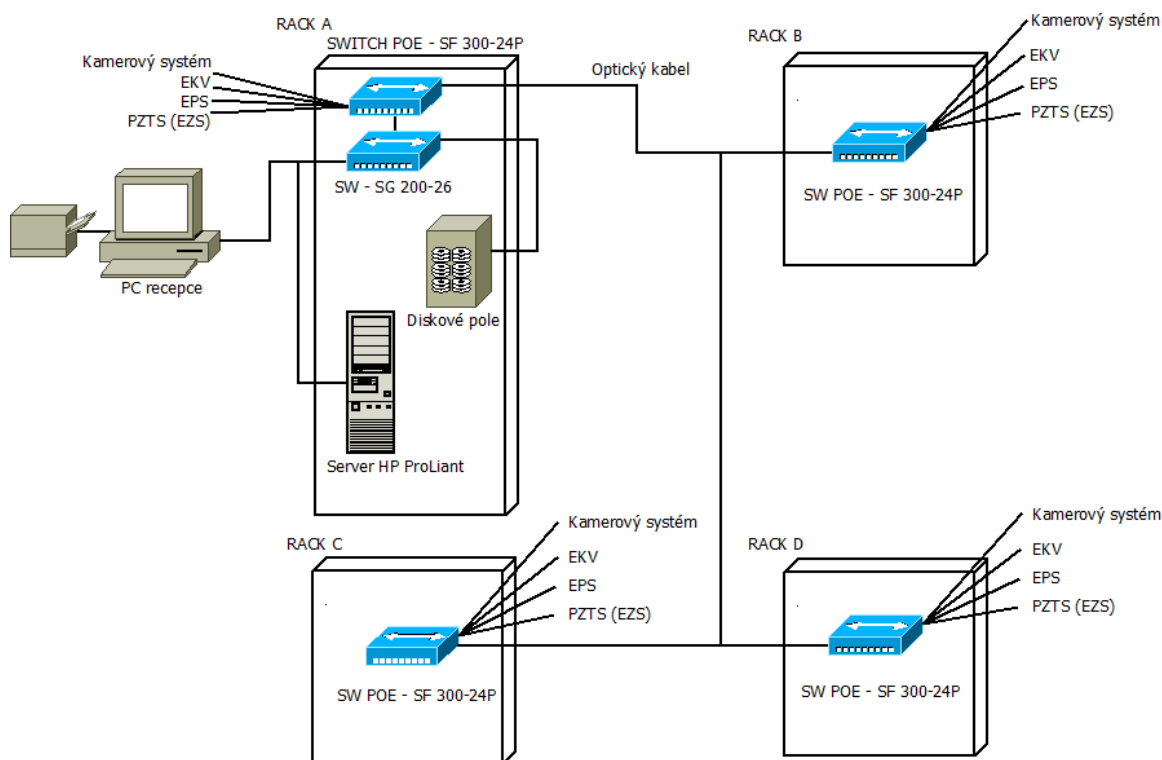 RACK A
SWITCH POE - SF 300-24P
Kamerový systém
EKV
EPS
PZTS (EZS)
SW - SG 200-26
PC recepce
Diskové pole
Server HP ProLiant
Optický kabel
RACK B
Kamerový systém
EKV
EPS
PZTS (EZS)
SW POE - SF 300-24P
RACK C
Kamerový systém
EKV
EPS
PZTS (EZS)
SW POE - SF 300-24P
RACK D
Kamerový systém
EKV
EPS
PZTS (EZS)
SW POE - SF 300-24P